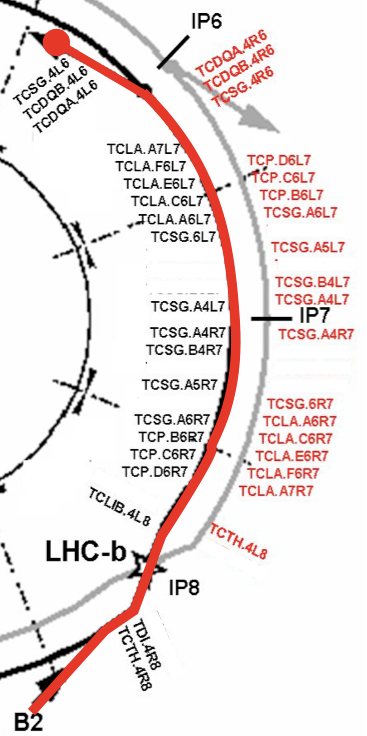 IP6
TCDQA.4R6
TCDQB.4R6
TCSG.4R6
TCSG.4L6
TCDQB.4L6
TCDQA.4L6
TCLA.A7L7
TCLA.F6L7
TCLA.E6L7
TCLA.C6L7
TCLA.A6L7
TCSG.6L7
TCP.D6L7
TCP.C6L7
TCP.B6L7
TCSG.A6L7
TCSG.A5L7
TCSG.B4L7
TCSG.A4L7
TCSG.A4L7
IP7
TCSG.A4R7
TCSG.A4R7
TCSG.B4R7
TCSG.A5R7
TCSG.A6R7
TCP.B6R7
TCP.C6R7
TCP.D6R7
TCSG.6R7
TCLA.A6R7
TCLA.C6R7
TCLA.E6R7
TCLA.F6R7
TCLA.A7R7
TCLIB.4L8
TCTH.4L8
LHC-b
IP8
TDI.4R8
TCTH.4R8
B2